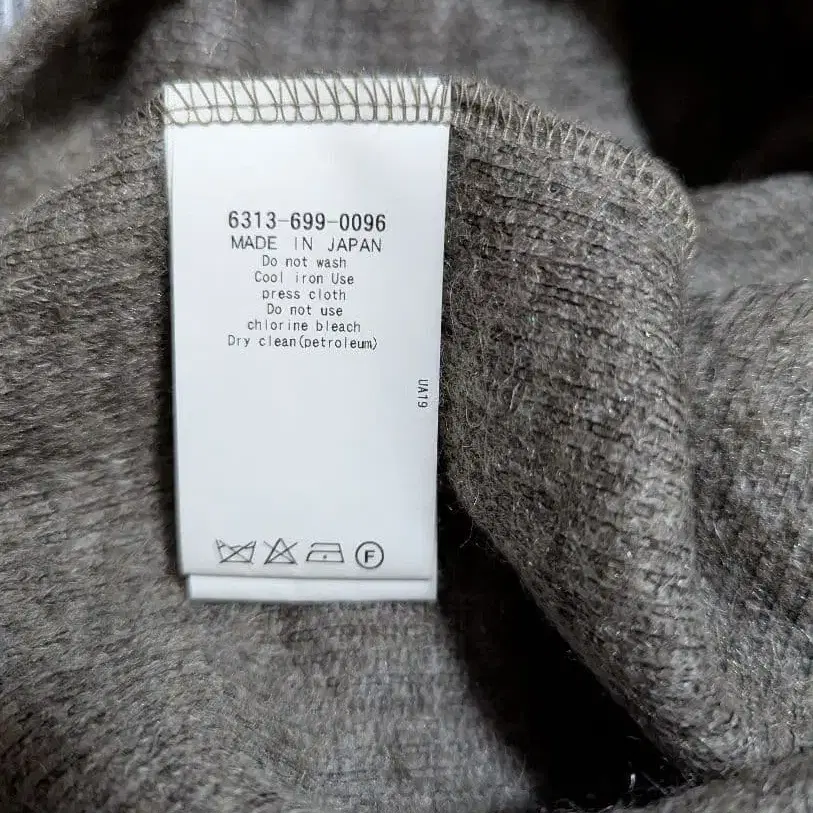 6313-699-0096
MADE IN JAPAN
Do not wash
Cool iron Use
press cloth
Do not use
chlorine bleach
Dry clean(petroleum)
UA19
F